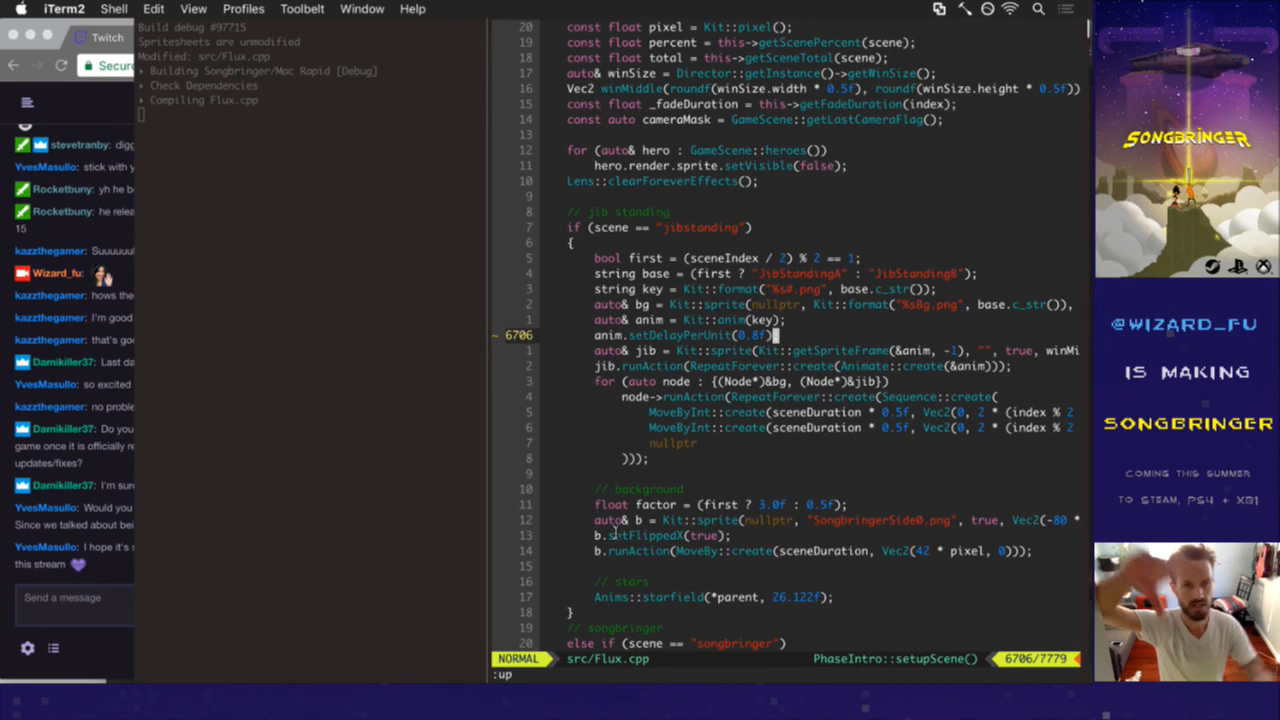 iTerm2 Shell Edit View Profiles Toolbelt Window Help
Twitch
Secure
stevetranby: digg
YvesMasullo: stick with y
Rocketbuny: yh he b
Rocketbuny: he relea
15
kazzthegamer: Suuuuuu
Wizard_fu:
kazzthegamer: hows the
kazzthegamer: I'm good
kazzthegamer: that's goo
Damikiller37: Last da
YvesMasullo: so excited
kazzthegamer: no proble
Damikiller37: Do you
game once it is officially re
updates/fixes?
Damikiller37: I'm sure
YvesMasullo: Would you
Since we talked about bei
YvesMasullo: I hope it's
this stream
Send a message
Build debug #97715
Spritesheets are unmodified
Modified: src/Flux.cpp
▸ Building Songbringer/Mac Rapid [Debug]
▸ Check Dependencies
▸ Compiling Flux.cpp
20 const float pixel = Kit::pixel();
19 const float percent = this->getScenePercent(scene);
18 const float total = this->getSceneTotal(scene);
17 auto& winSize = Director::getInstance()->getWinSize();
16 Vec2 winMiddle(roundf(winSize.width * 0.5f), roundf(winSize.height * 0.5f))
15 const float _fadeDuration = this->getFadeDuration(index);
14 const auto cameraMask = GameScene::getLastCameraFlag();
13
12 for (auto& hero : GameScene::heroes())
11 hero.render.sprite.setVisible(false);
10 Lens::clearForeverEffects();
9
8 // jib standing
7 if (scene == "jibstanding")
6 {
5 bool first = (sceneIndex / 2) % 2 == 1;
4 string base = (first ? "JibStandingA" : "JibStandingB");
3 string key = Kit::format("%s#.png", base.c_str());
2 auto& bg = Kit::sprite(nullptr, Kit::format("%sBg.png", base.c_str()),
1 auto& anim = Kit::anim(key);
~ 6706 anim.setDelayPerUnit(0.8f)
1 auto& jib = Kit::sprite(Kit::getSpriteFrame(&anim, -1), "", true, winMi
2 jib.runAction(RepeatForever::create(Animate::create(&anim)));
3 for (auto node : {(Node*)&bg, (Node*)&jib})
4 node->runAction(RepeatForever::create(Sequence::create(
5 MoveByInt::create(sceneDuration * 0.5f, Vec2(0, 2 * (index % 2
6 MoveByInt::create(sceneDuration * 0.5f, Vec2(0, 2 * (index % 2
7 nullptr
8 )));
9
10 // background
11 float factor = (first ? 3.0f : 0.5f);
12 auto& b = Kit::sprite(nullptr, "SongbringerSide0.png", true, Vec2(-80 *
13 b.setFlippedX(true);
14 b.runAction(MoveBy::create(sceneDuration, Vec2(42 * pixel, 0)));
15
16 // stars
17 Anims::starfield(*parent, 26.122f);
18 }
19 // songbringer
20 else if (scene == "songbringer")
NORMAL src/Flux.cpp PhaseIntro::setupScene() 6706/7779
:up
SONGBRINGER
@WIZARD_FU
IS MAKING
SONGBRINGER
COMING THIS SUMMER
TO STEAM, PS4 + XB1